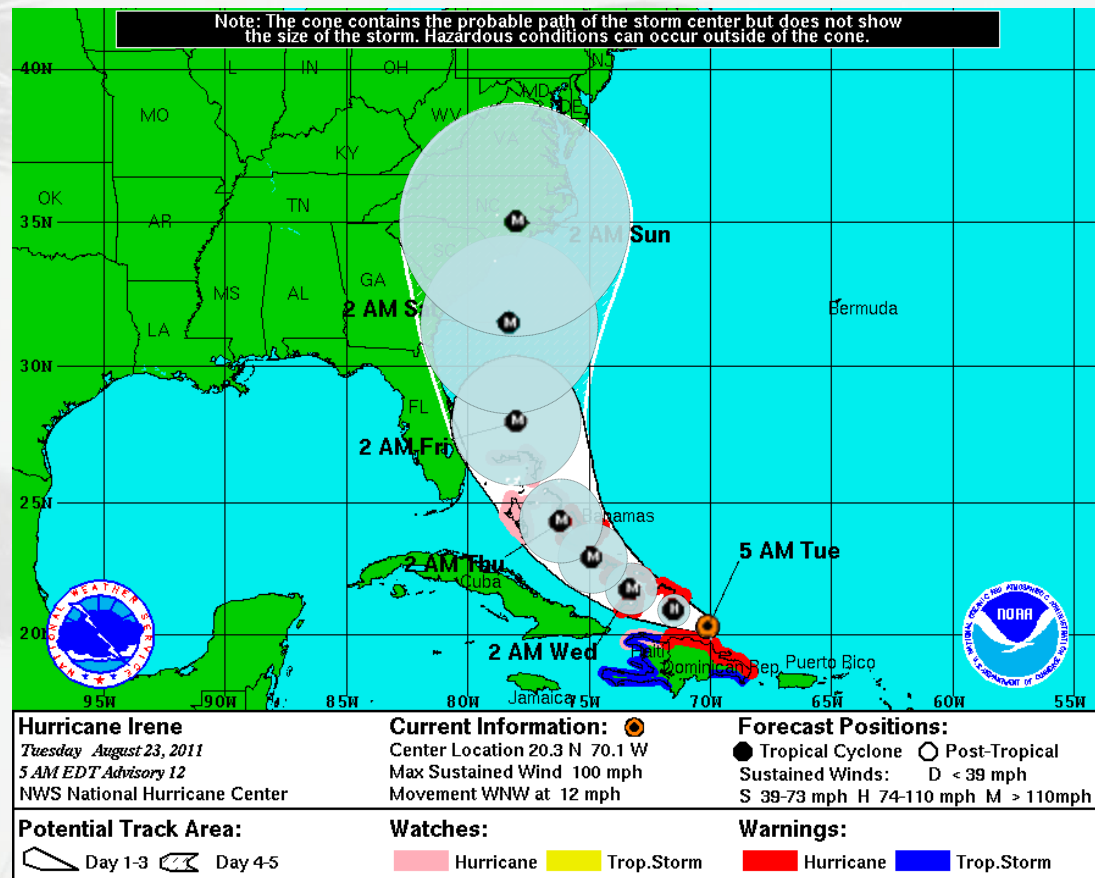 Note: The cone contains the probable path of the storm center but does not show
the size of the storm. Hazardous conditions can occur outside of the cone.
40N
IN
OH
NJ
MD
DE
MO
WV
VA
KY
OK
TN
NC
AR
35N
2 AM Sun
SC
GA
MS
AL
2 AM S
Bermuda
LA
30N
FL
2 AM Fri
25N
Bahamas
5 AM Tue
2 AM Thu
Cuba
NATIONAL WEATHER SERVICE
NOAA
20N
2 AM Wed
Haiti
Dominican Rep.
Puerto Rico
Jamaica
95W
90W
85W
80W
75W
70W
65W
60W
55W
M
M
M
M
M
M
H
Hurricane Irene
Tuesday August 23, 2011
5 AM EDT Advisory 12
NWS National Hurricane Center
Current Information:
Center Location 20.3 N 70.1 W
Max Sustained Wind 100 mph
Movement WNW at 12 mph
Forecast Positions:
Tropical Cyclone Post-Tropical
Sustained Winds: D < 39 mph
S 39-73 mph H 74-110 mph M > 110mph
Potential Track Area:
Day 1-3 Day 4-5
Watches:
Hurricane Trop.Storm
Warnings:
Hurricane Trop.Storm